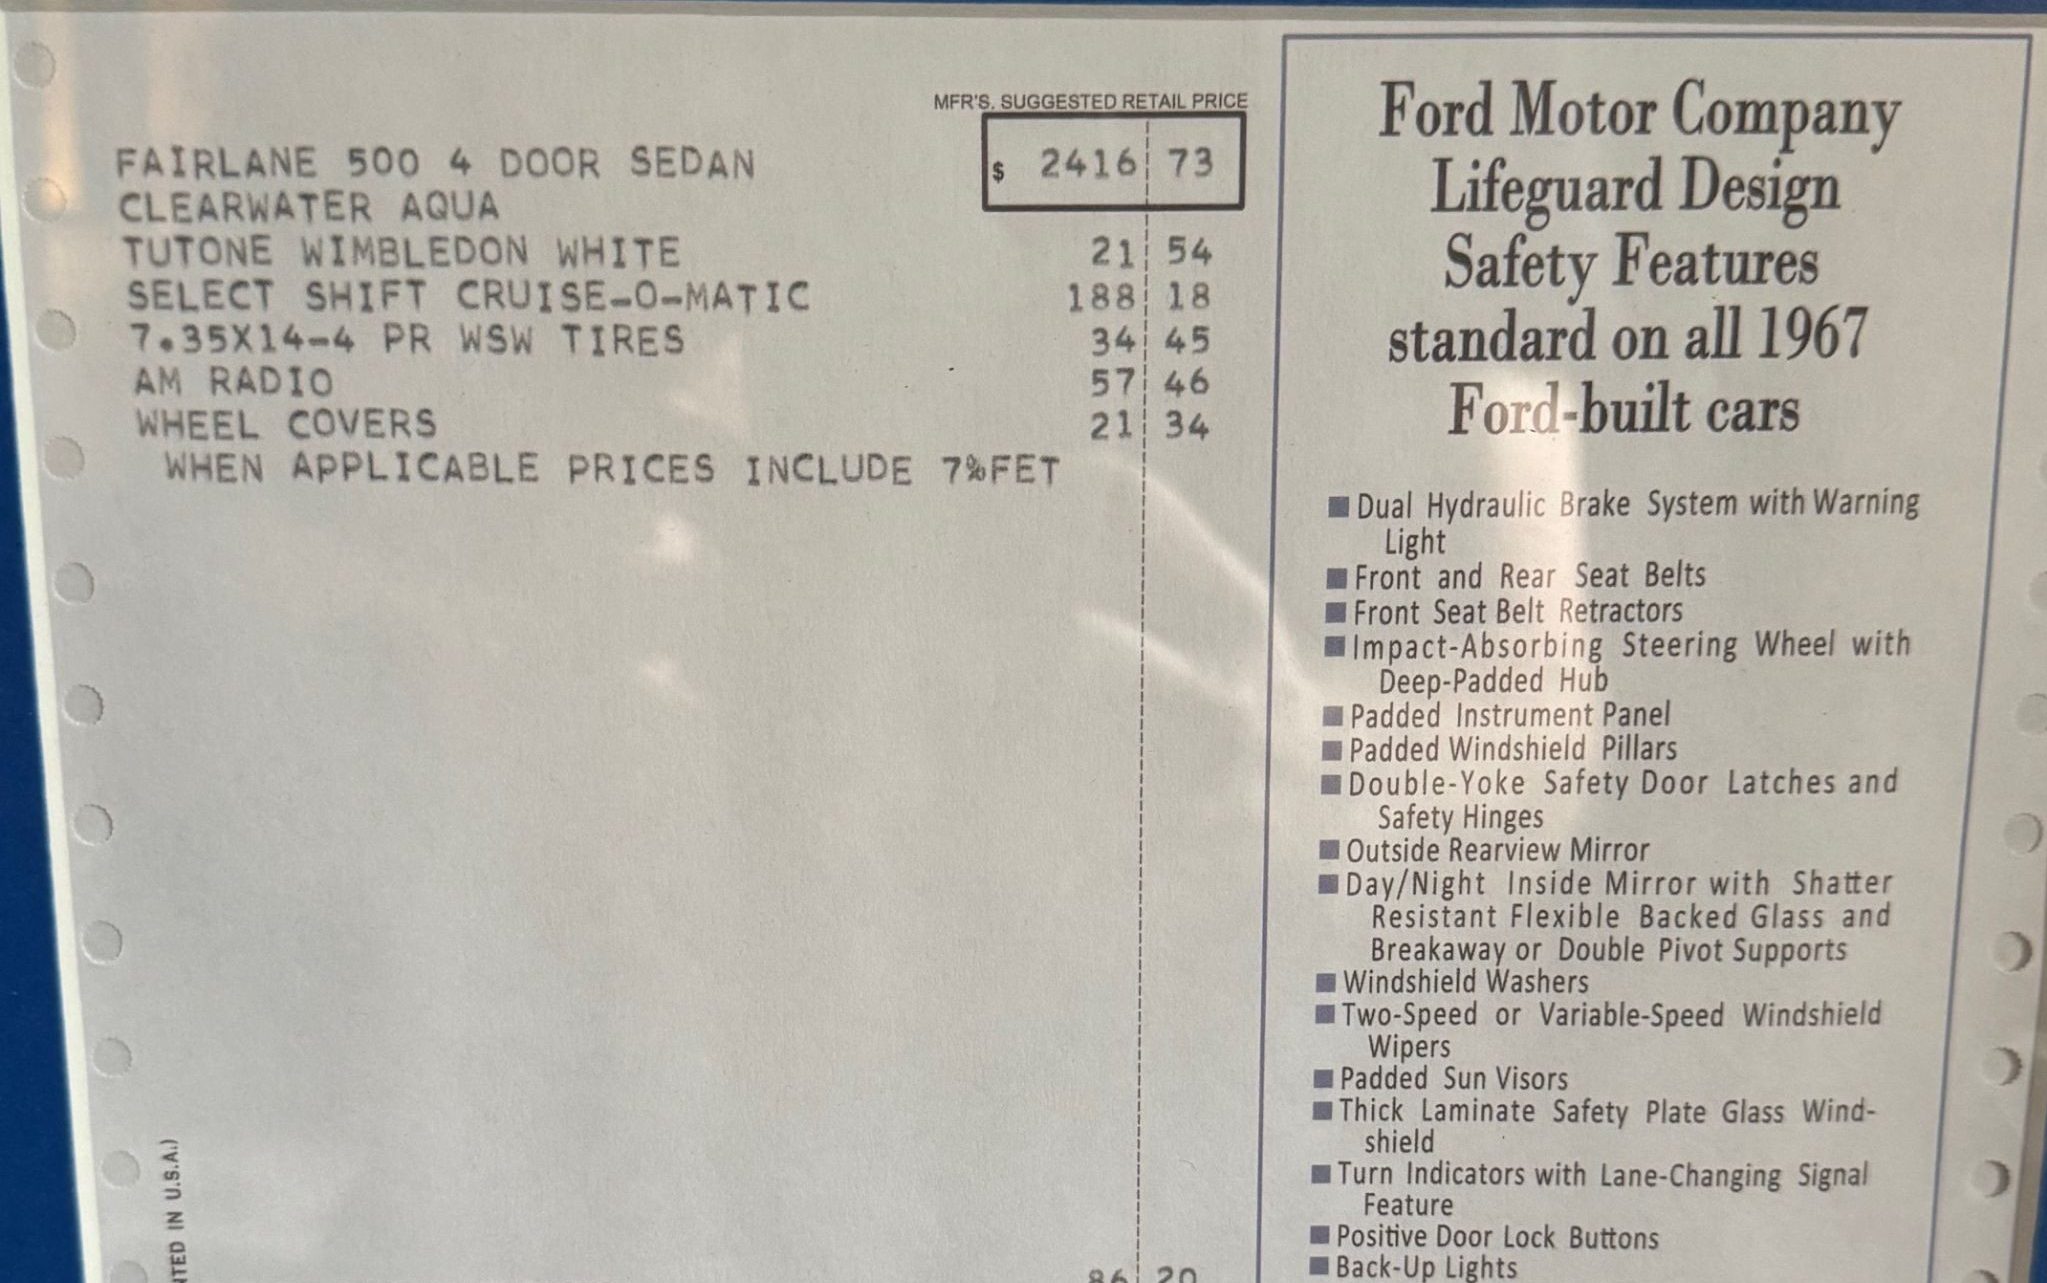 MFR'S. SUGGESTED RETAIL PRICE
FAIRLANE 500 4 DOOR SEDAN $ 2416 73
CLEARWATER AQUA
TUTONE WIMBLEDON WHITE 21 54
SELECT SHIFT CRUISE-O-MATIC 188 18
7.35X14-4 PR WSW TIRES 34 45
AM RADIO 57 46
WHEEL COVERS 21 34
WHEN APPLICABLE PRICES INCLUDE 7%FET
86 20
NTED IN U.S.A.)
Ford Motor Company
Lifeguard Design
Safety Features
standard on all 1967
Ford-built cars
■ Dual Hydraulic Brake System with Warning
Light
■ Front and Rear Seat Belts
■ Front Seat Belt Retractors
■ Impact-Absorbing Steering Wheel with
Deep-Padded Hub
■ Padded Instrument Panel
■ Padded Windshield Pillars
■ Double-Yoke Safety Door Latches and
Safety Hinges
■ Outside Rearview Mirror
■ Day/Night Inside Mirror with Shatter
Resistant Flexible Backed Glass and
Breakaway or Double Pivot Supports
■ Windshield Washers
■ Two-Speed or Variable-Speed Windshield
Wipers
■ Padded Sun Visors
■ Thick Laminate Safety Plate Glass Wind-
shield
■ Turn Indicators with Lane-Changing Signal
Feature
■ Positive Door Lock Buttons
■ Back-Up Lights